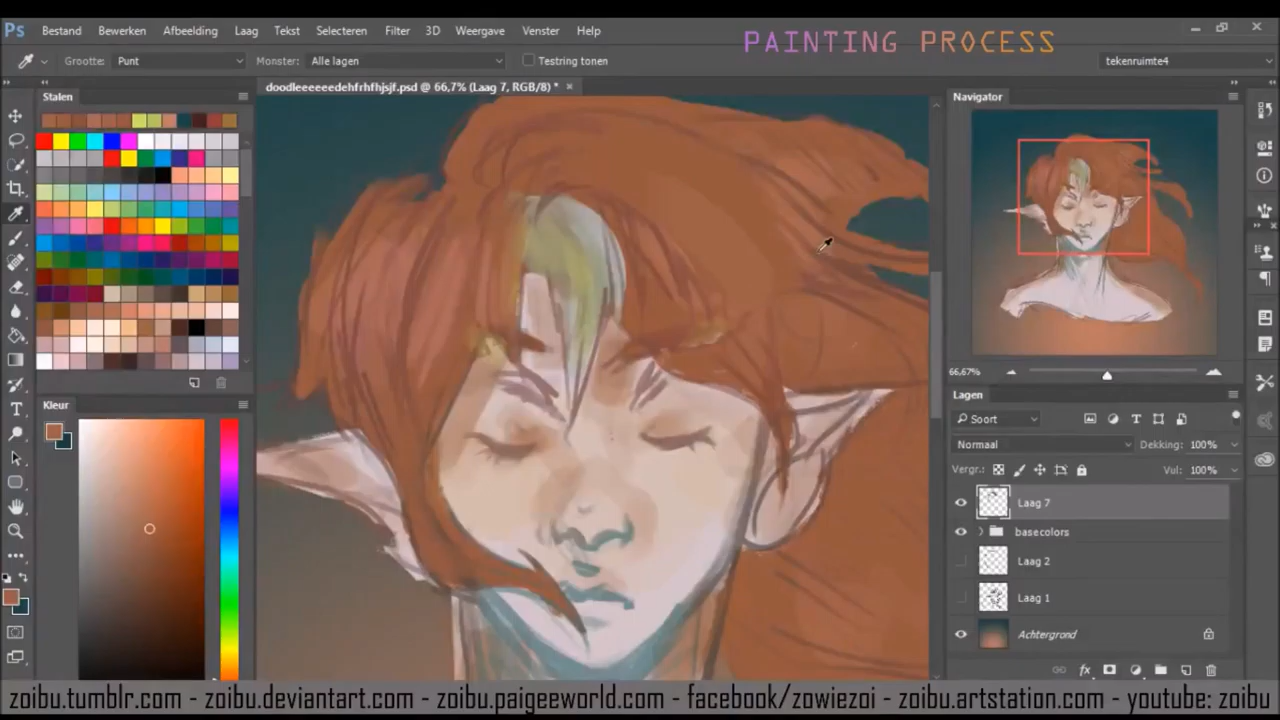 Ps Bestand Bewerken Afbeelding Laag Tekst Selecteren Filter 3D Weergave Venster Help
PAINTING PROCESS
Grootte: Punt Monster: Alle lagen Testring tonen tekenruimte4
Stalen
doodleeeeeedehfrhfhjsjf.psd @ 66,7% (Laag 7, RGB/8) *
Navigator
66,67%
Kleur
Lagen
Soort
Normaal Dekking: 100%
Vergr.: Vul: 100%
Laag 7
basecolors
Laag 2
Laag 1
Achtergrond
zoibu.tumblr.com - zoibu.deviantart.com - zoibu.paigeeworld.com - facebook/zowiezoi - zoibu.artstation.com - youtube: zoibu